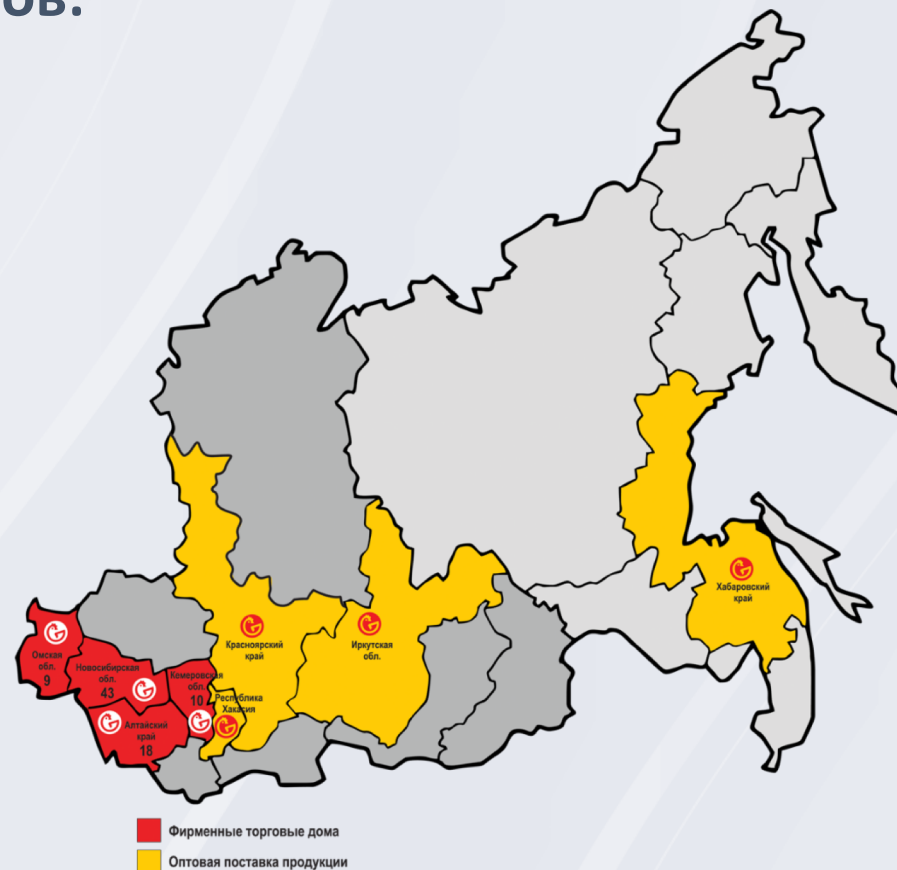 ов.
Хабаровский
край
Красноярский
край
Иркутская
обл.
Омская
обл.
9
Новосибирская
обл.
43
Кемеровская
обл.
10
Республика
Хакасия
Алтайский
край
18
Фирменные торговые дома
Оптовая поставка продукции